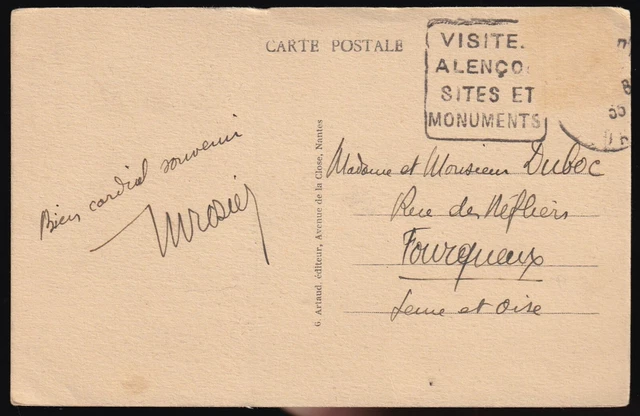 CARTE POSTALE
VISITE
ALENÇO
SITES ET
MONUMENTS
Bien cordial souvenir
Madame et Monsieur Duboc
Rue des Nefliers
Fourqueux
Seine et Oise
G. Artaud, éditeur, Avenue de la Close, Nantes